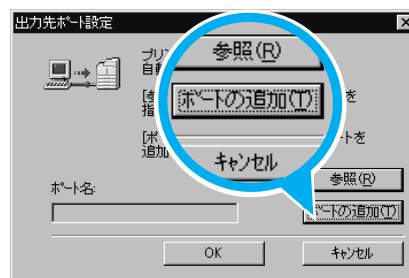 出力先ポート設定
プリン
自動
[参
指
を
[ポ
追加
トを
参照(R)
ポートの追加(T)
キャンセル
ポート名:
参照(R)
ポートの追加(T)
OK
キャンセル